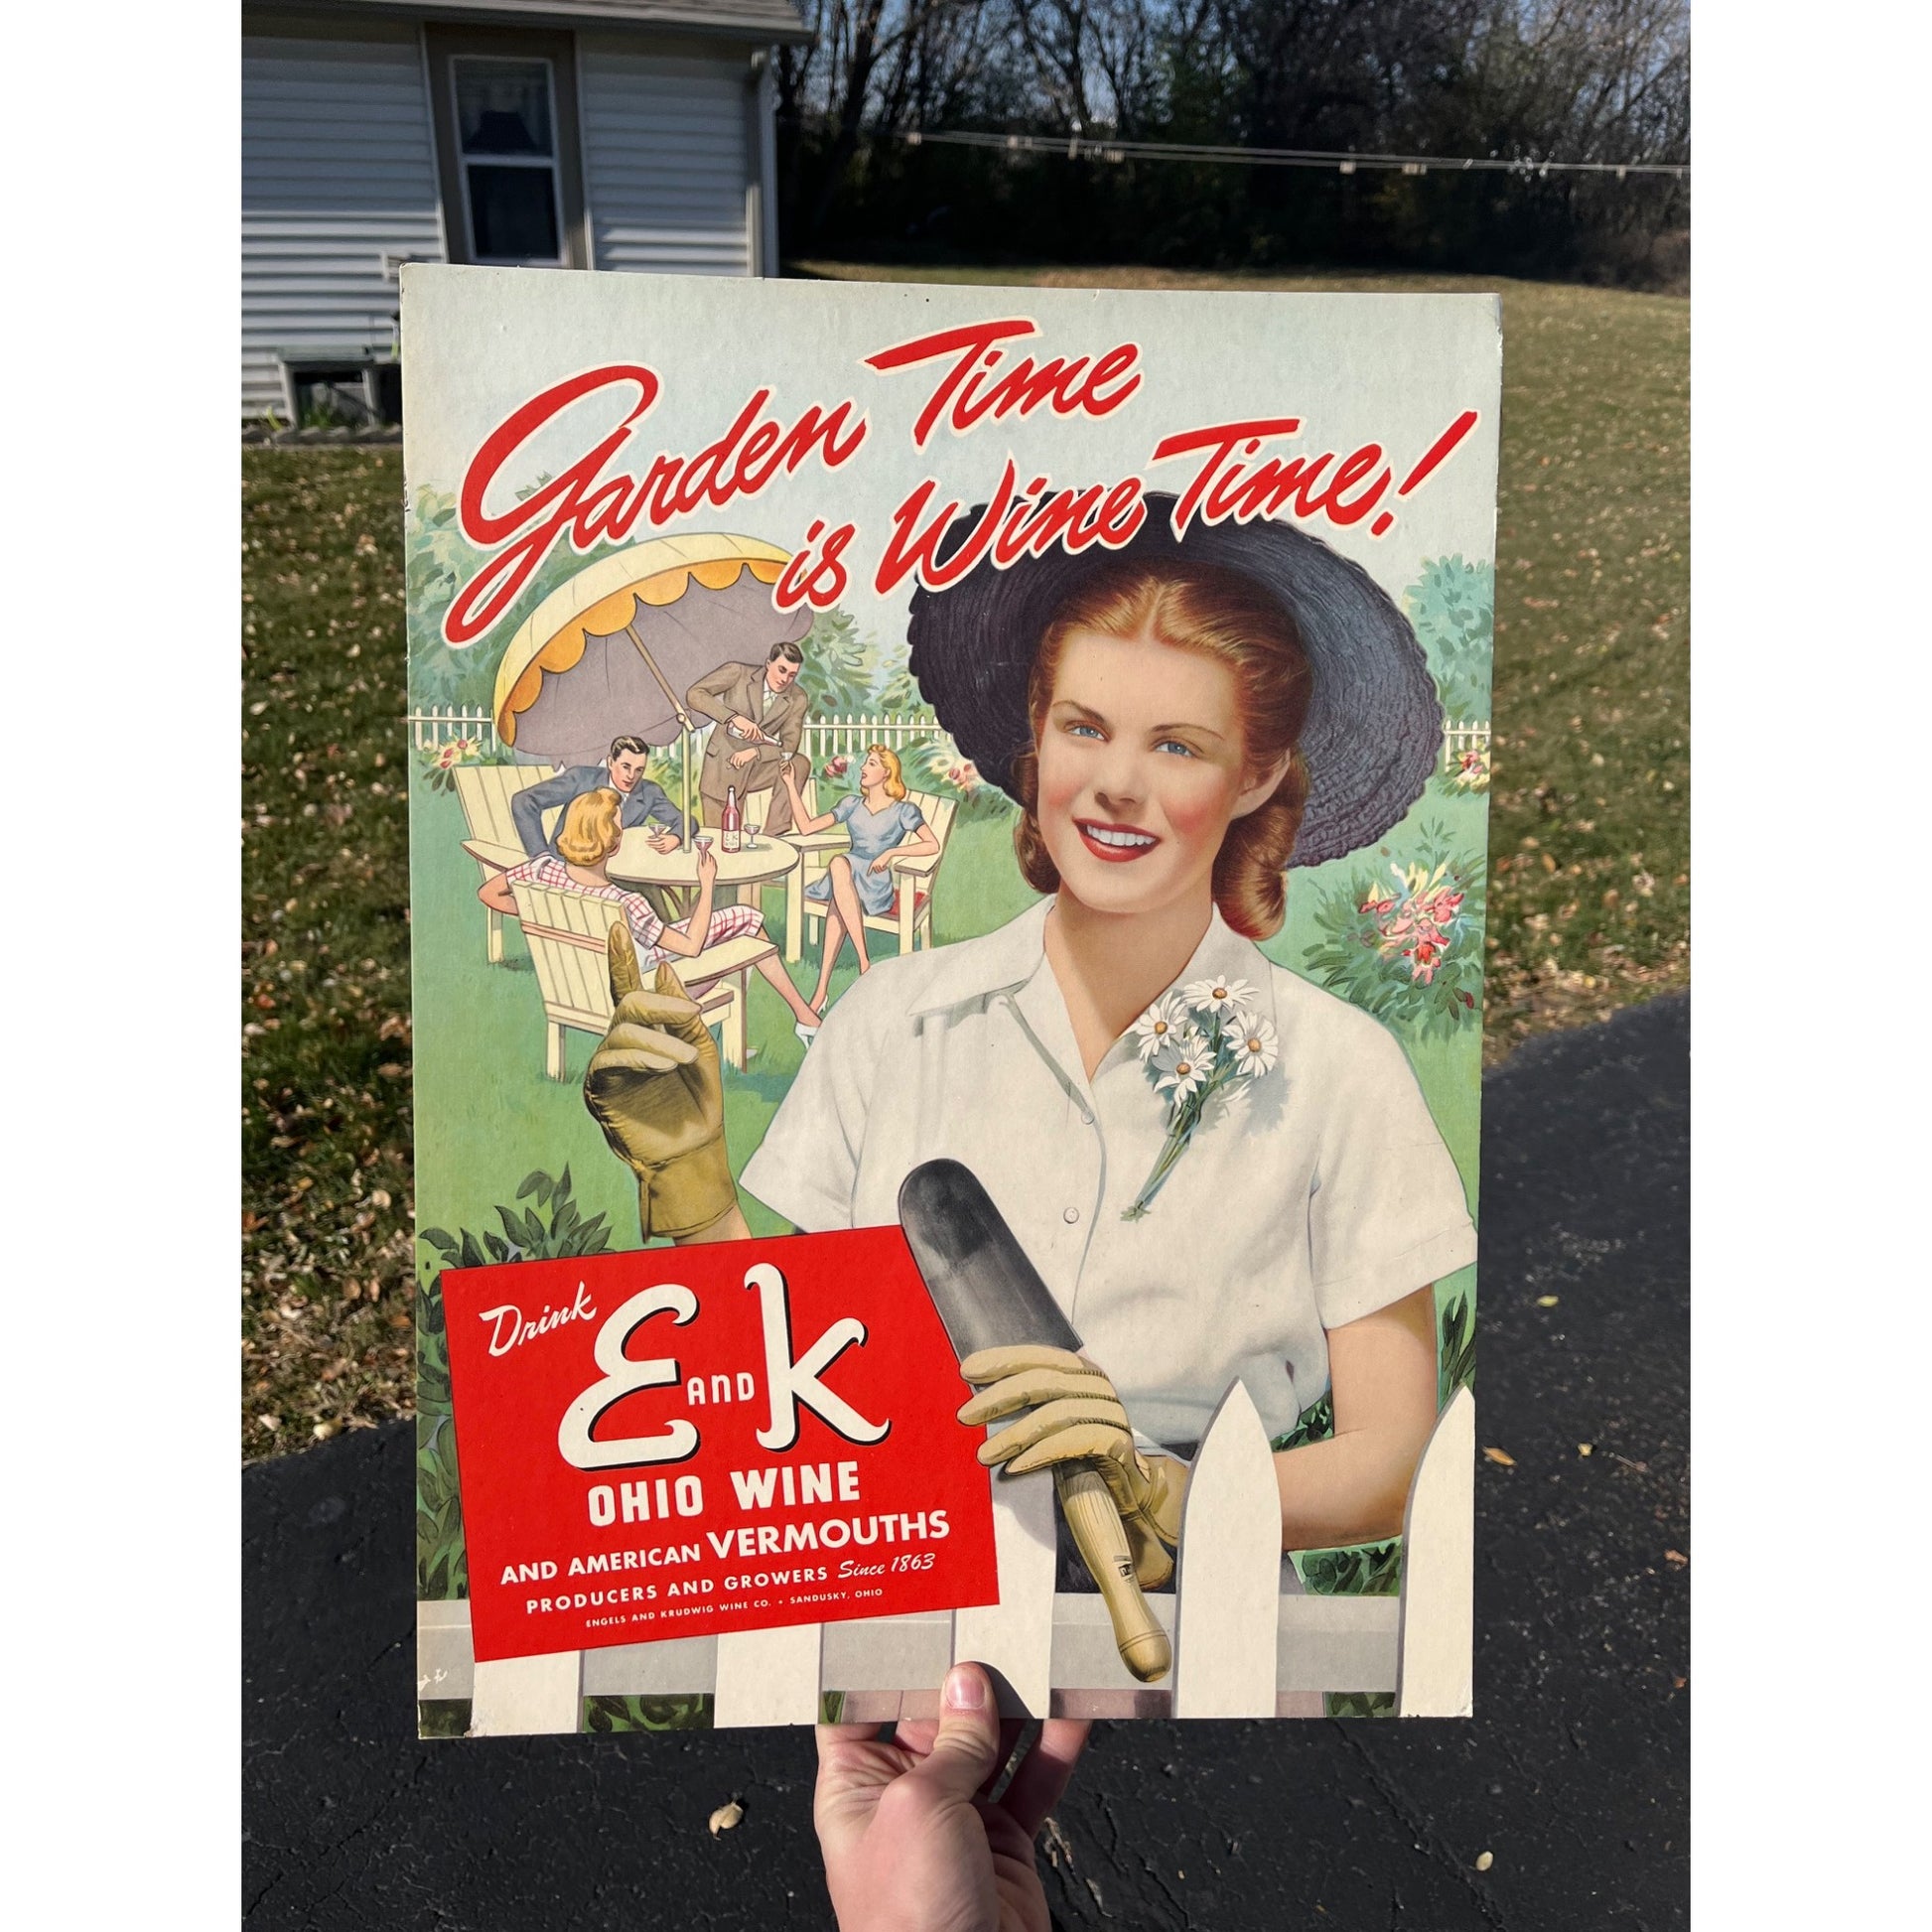 Garden Time
is Wine Time!
Drink
E AND K
OHIO WINE
AND AMERICAN VERMOUTHS
PRODUCERS AND GROWERS Since 1863
ENGELS AND KRUDWIG WINE CO. • SANDUSKY, OHIO